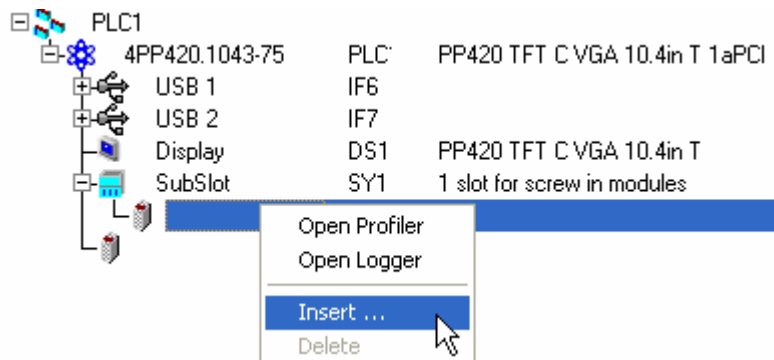 PLC1
4PP420.1043-75 PLC' PP420 TFT C VGA 10.4in T 1aPCI
USB 1 IF6
USB 2 IF7
Display DS1 PP420 TFT C VGA 10.4in T
SubSlot SY1 1 slot for screw in modules
Open Profiler
Open Logger
Insert ...
Delete